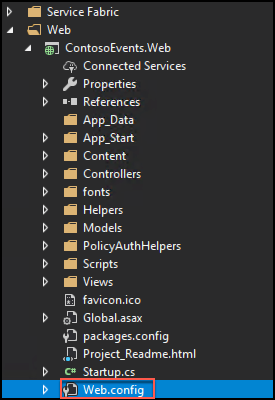 Service Fabric
Web
ContosoEvents.Web
Connected Services
Properties
References
App_Data
App_Start
Content
Controllers
fonts
Helpers
Models
PolicyAuthHelpers
Scripts
Views
favicon.ico
Global.asax
packages.config
Project_Readme.html
C# Startup.cs
Web.config